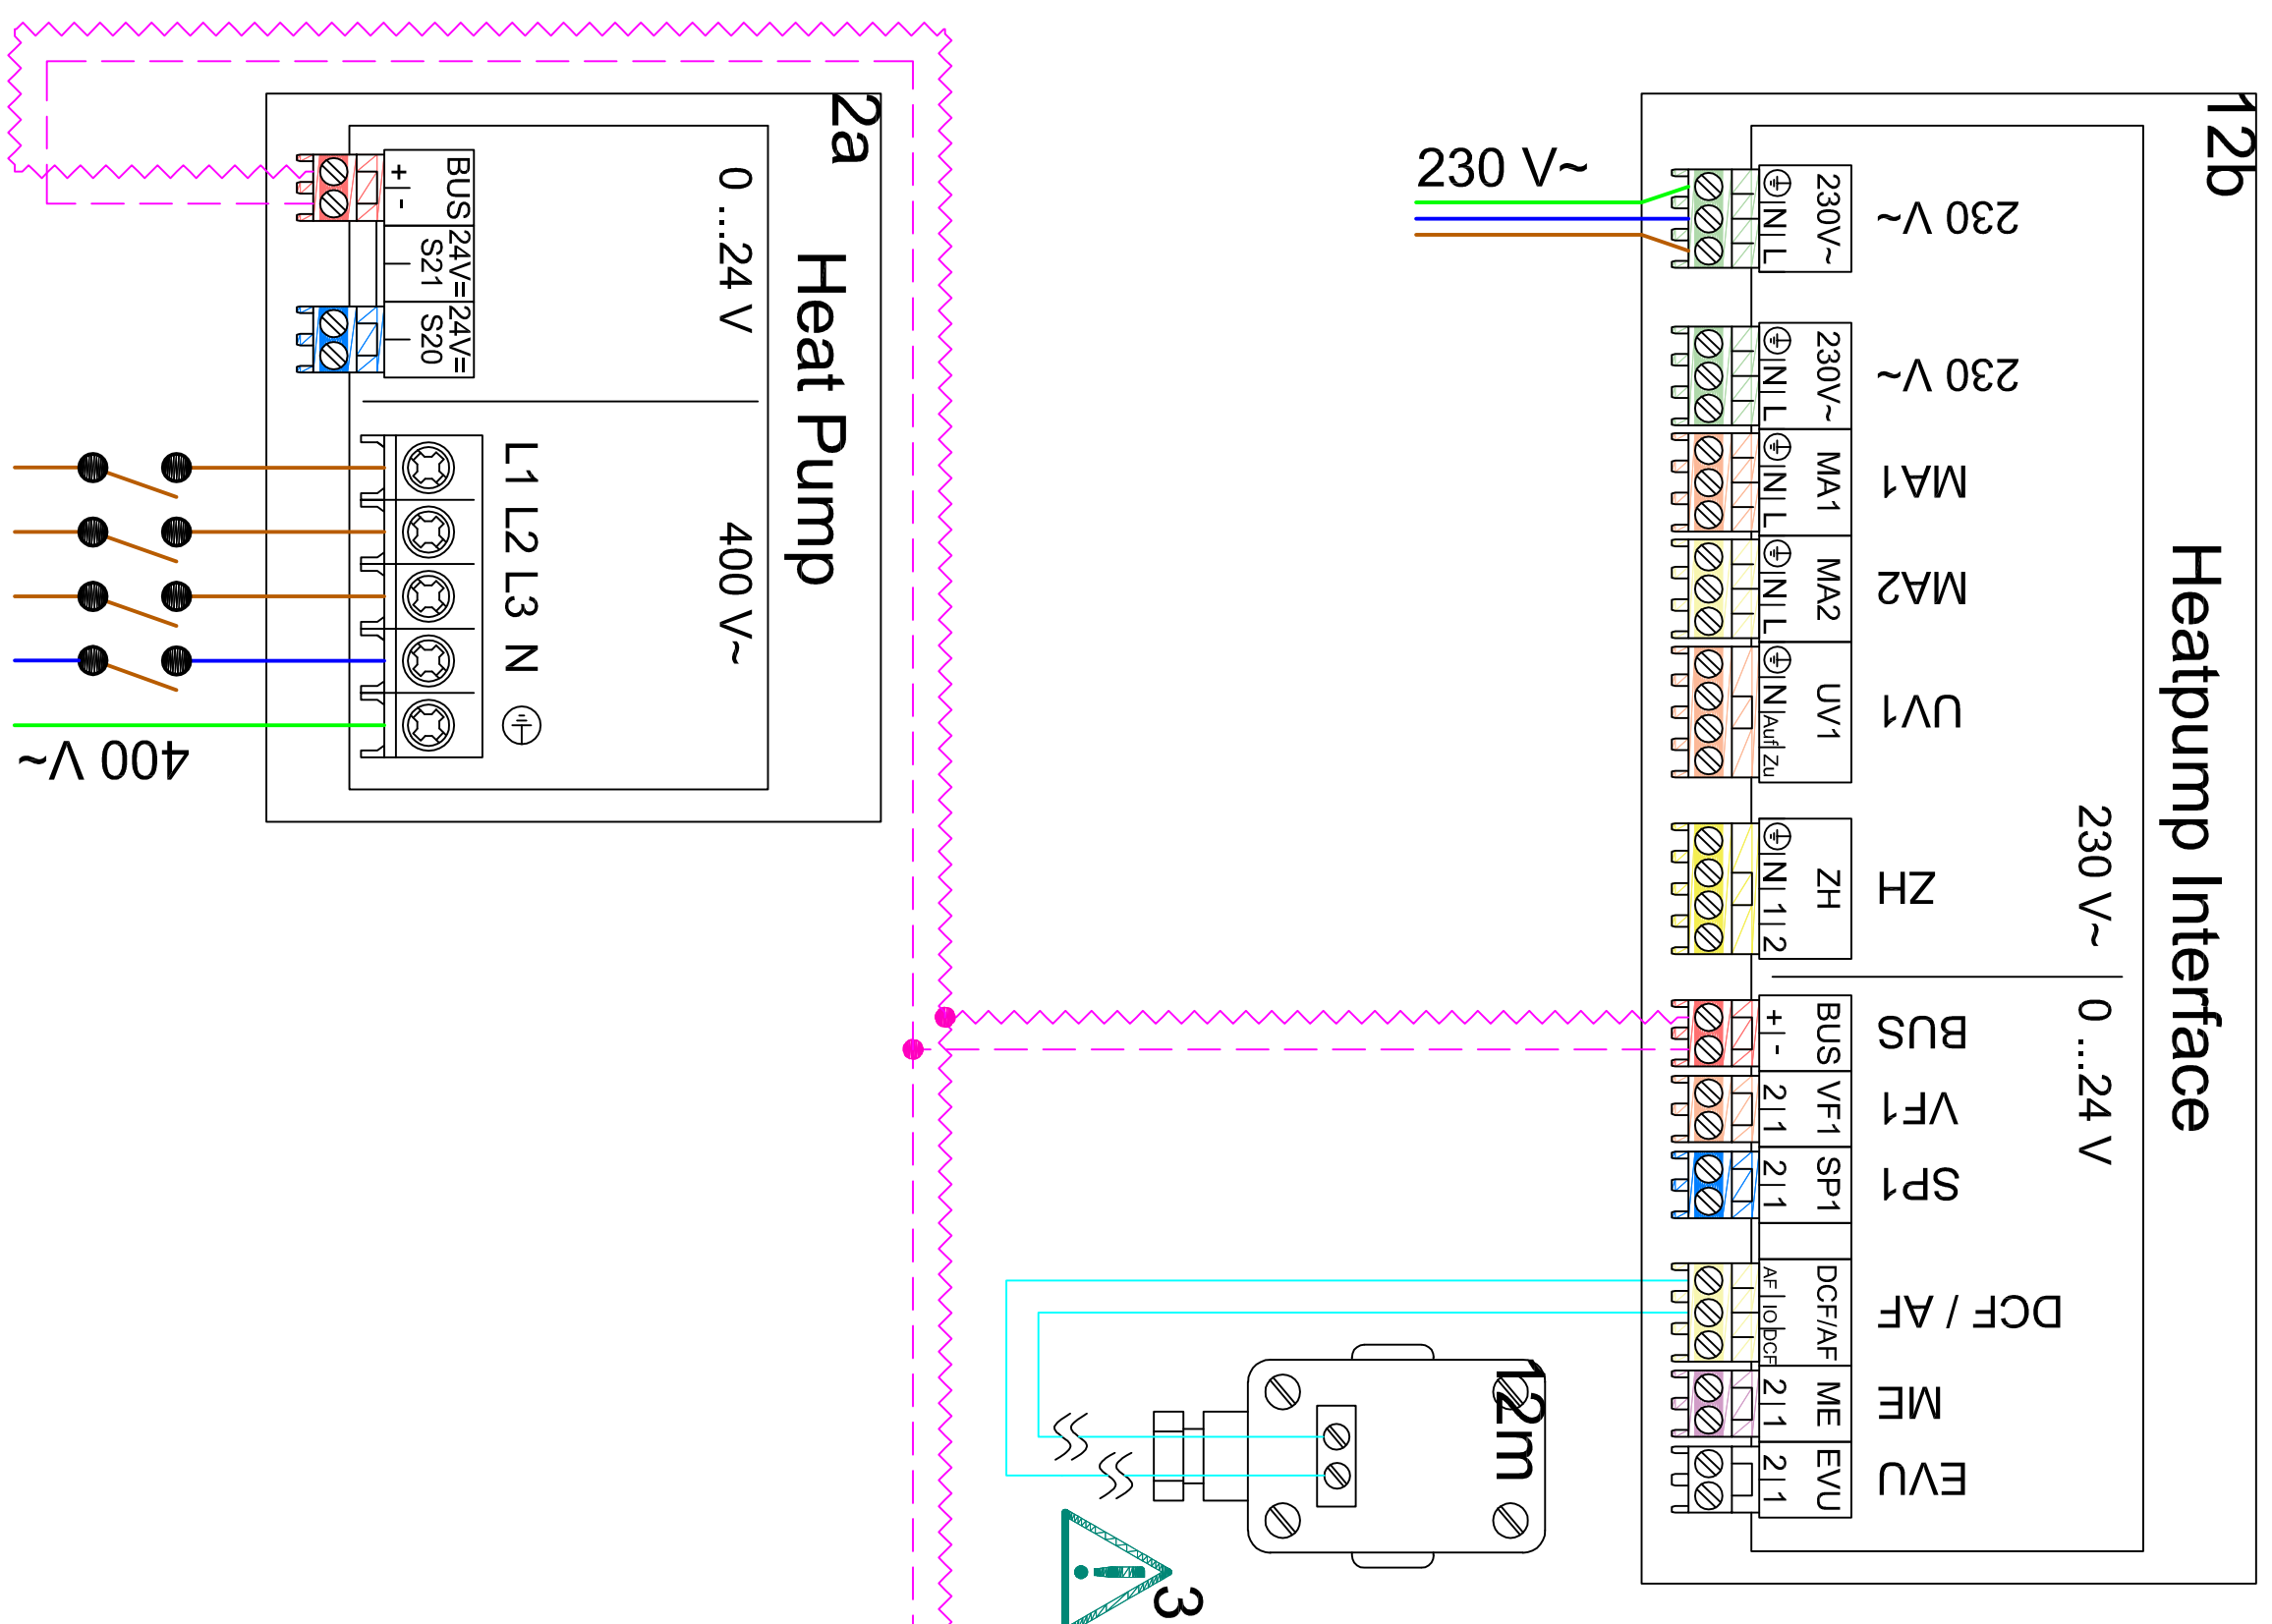 2a
Heat Pump
0 ...24 V
400 V~
BUS
+ -
24V=
S21
24V=
S20
L1 L2 L3 N
400 V~
12b
Heatpump Interface
230 V~
0 ...24 V
230 V~
230V~
N L
230 V~
230V~
N L
230 V~
MA1
N L
MA1
MA2
N L
MA2
UV1
N Auf Zu
UV1
ZH
N 1 2
ZH
BUS
+ -
BUS
VF1
2 1
VF1
SP1
2 1
SP1
DCF/AF
AF IO DCF
DCF / AF
ME
2 1
ME
EVU
2 1
EVU
12m
!
3